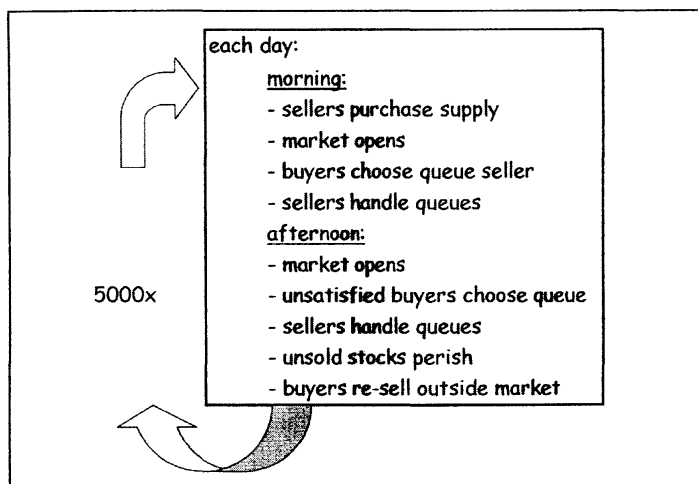 each day:
morning:
- sellers purchase supply
- market opens
- buyers choose queue seller
- sellers handle queues
afternoon:
- market opens
- unsatisfied buyers choose queue
- sellers handle queues
- unsold stocks perish
- buyers re-sell outside market
5000x